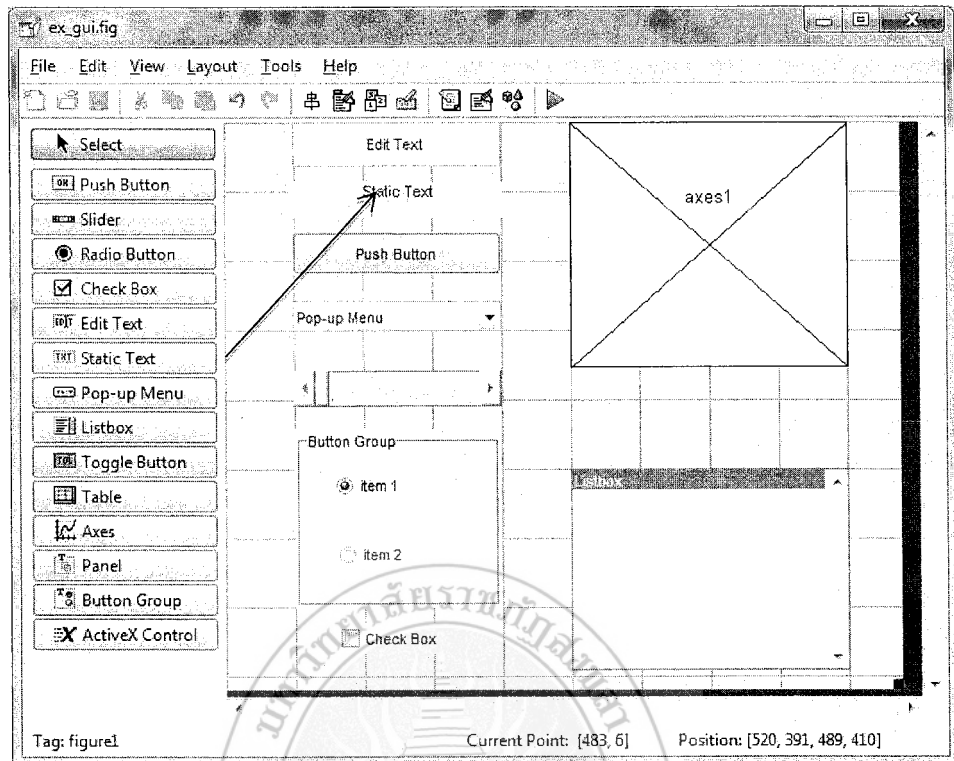 ex_gui.fig
File Edit View Layout Tools Help
Select
Push Button
Slider
Radio Button
Check Box
Edit Text
Static Text
Pop-up Menu
Listbox
Toggle Button
Table
Axes
Panel
Button Group
ActiveX Control
Edit Text
Static Text
Push Button
Pop-up Menu
Button Group
item 1
item 2
Check Box
axes1
Listbox
Tag: figure1
Current Point: [483, 6]
Position: [520, 391, 489, 410]